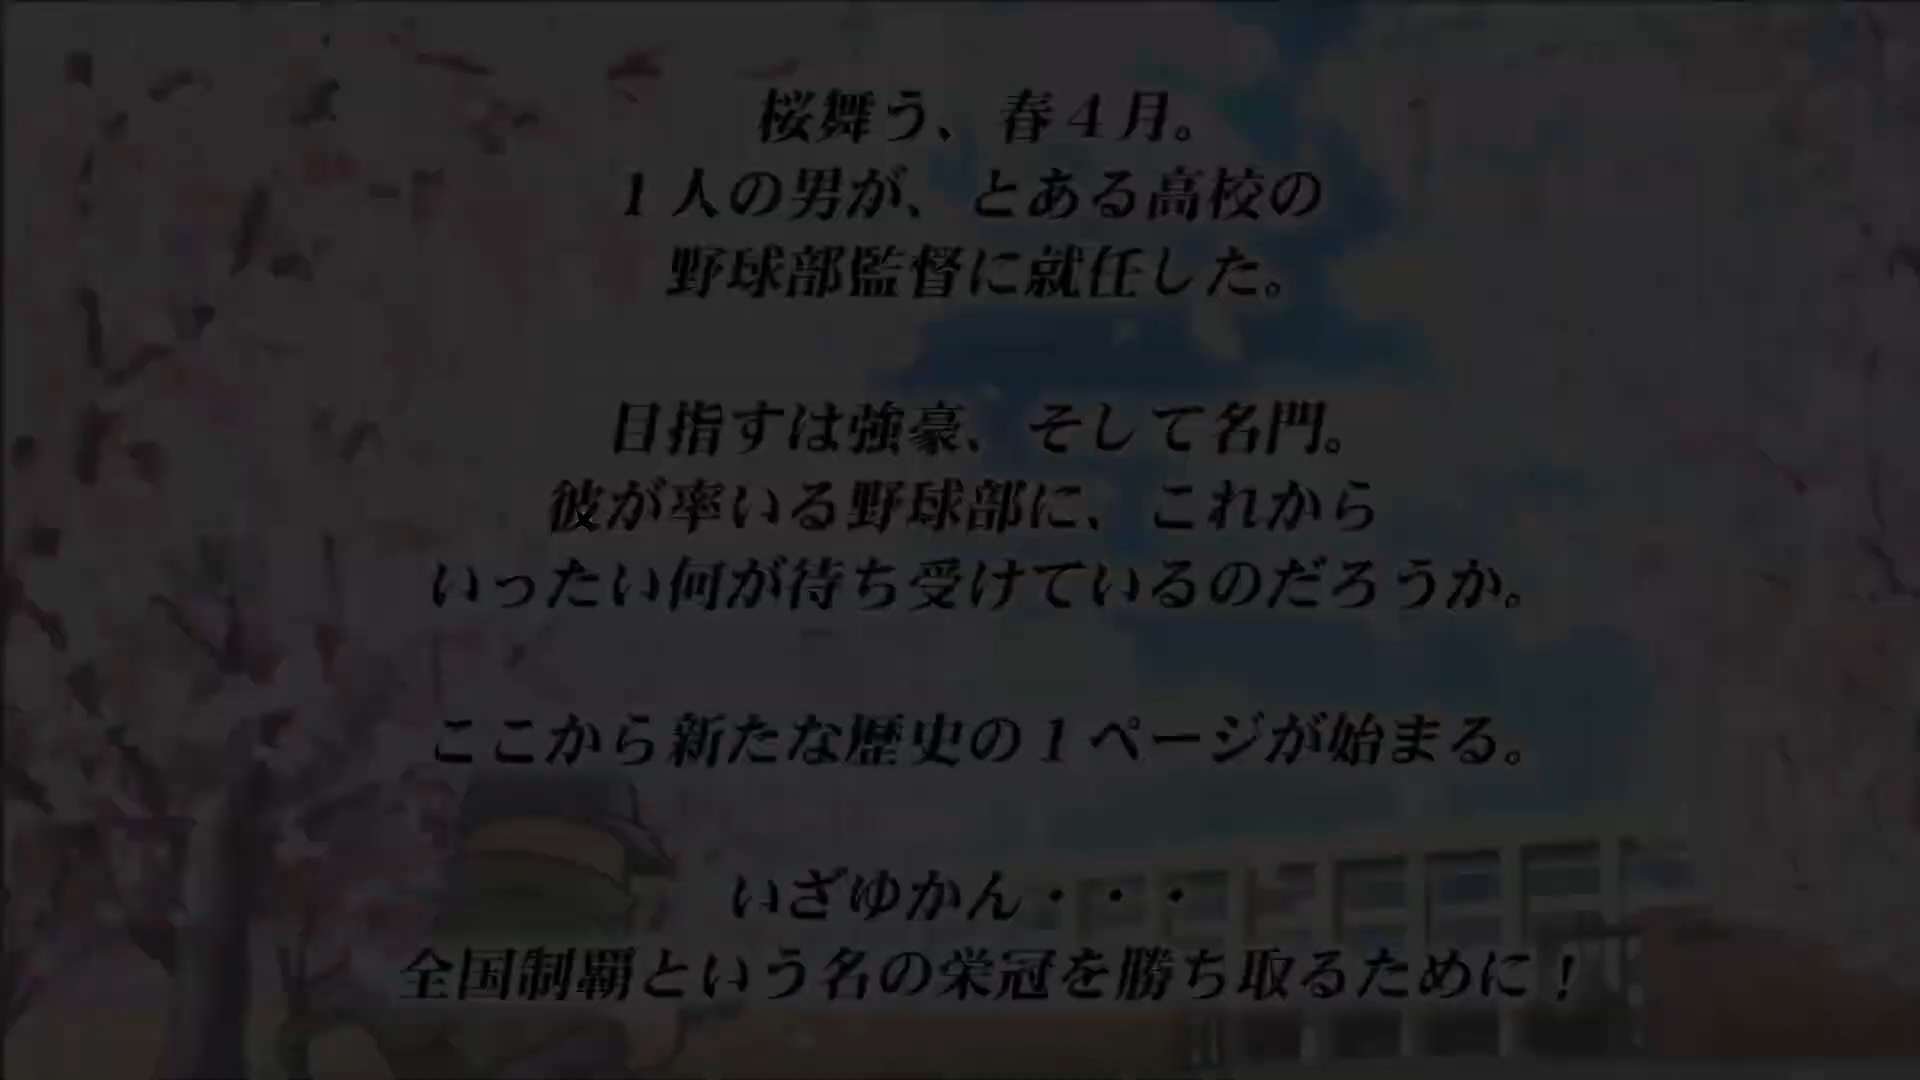 桜舞う、春４月。
１人の男が、とある高校の
野球部監督に就任した。
目指すは強豪、そして名門。
彼が率いる野球部に、これから
いったい何が待ち受けているのだろうか。
ここから新たな歴史の１ページが始まる。
いざゆかん・・・
全国制覇という名の栄冠を勝ち取るために！